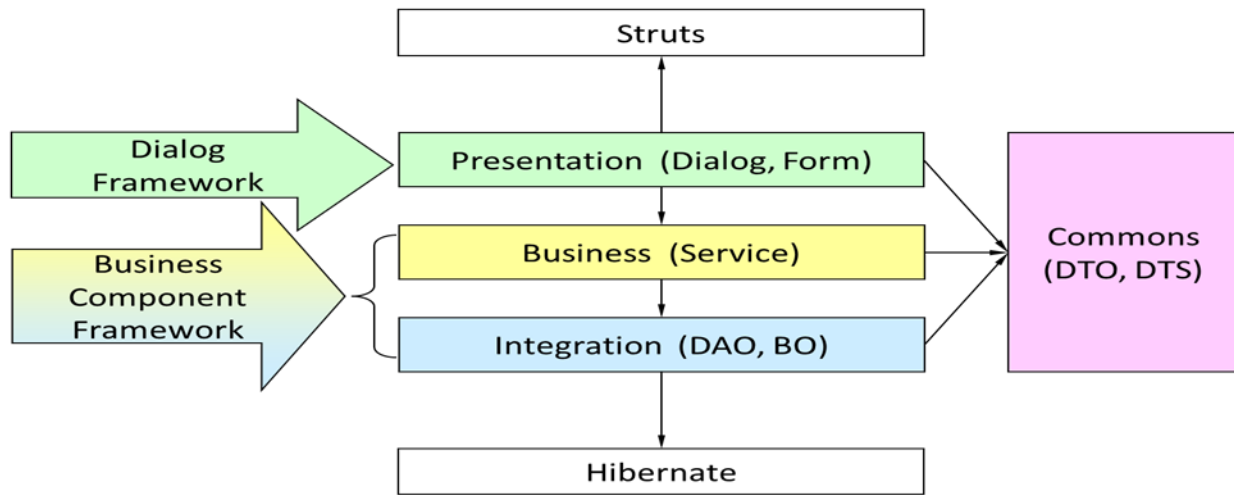 Struts
Dialog
Framework
Presentation (Dialog, Form)
Business
Component
Framework
Business (Service)
Integration (DAO, BO)
Commons
(DTO, DTS)
Hibernate